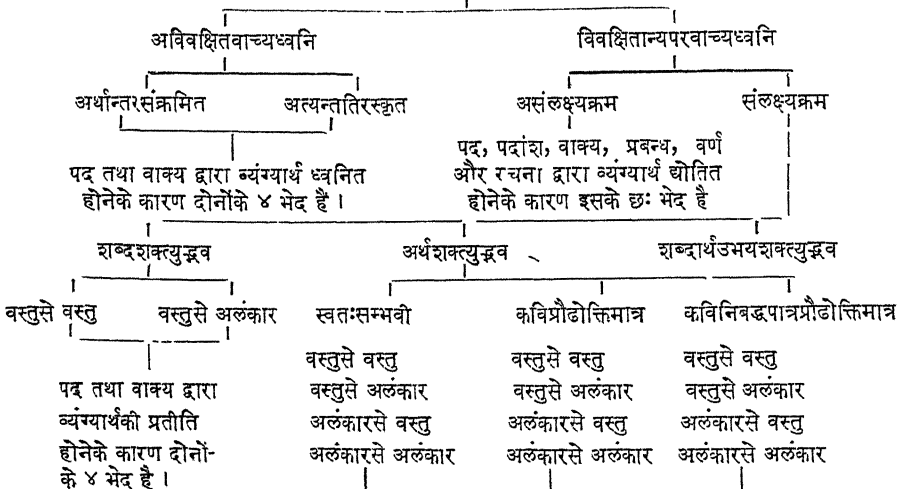 अविवक्षितवाच्यध्वनि विवक्षितान्यपरवाच्यध्वनि
अर्थान्तरसंक्रमित अत्यन्ततिरस्कृत असंलक्ष्यक्रम संलक्ष्यक्रम
पद तथा वाक्य द्वारा व्यंग्यार्थ ध्वनित
होनेके कारण दोनोंके ४ भेद हैं ।
पद, पदांश, वाक्य, प्रबन्ध, वर्ण
और रचना द्वारा व्यंग्यार्थ द्योतित
होनेके कारण इसके छः भेद है
शब्दशक्त्युद्भव अर्थशक्त्युद्भव शब्दार्थउभयशक्त्युद्भव
वस्तुसे वस्तु वस्तुसे अलंकार स्वतःसम्भवी कविप्रौढोक्तिमात्र कविनिबद्धपात्रप्रौढोक्तिमात्र
पद तथा वाक्य द्वारा
व्यंग्यार्थकी प्रतीति
होनेके कारण दोनों-
के ४ भेद है ।
वस्तुसे वस्तु वस्तुसे वस्तु वस्तुसे वस्तु
वस्तुसे अलंकार वस्तुसे अलंकार वस्तुसे अलंकार
अलंकारसे वस्तु अलंकारसे वस्तु अलंकारसे वस्तु
अलंकारसे अलंकार अलंकारसे अलंकार अलंकारसे अलंकार